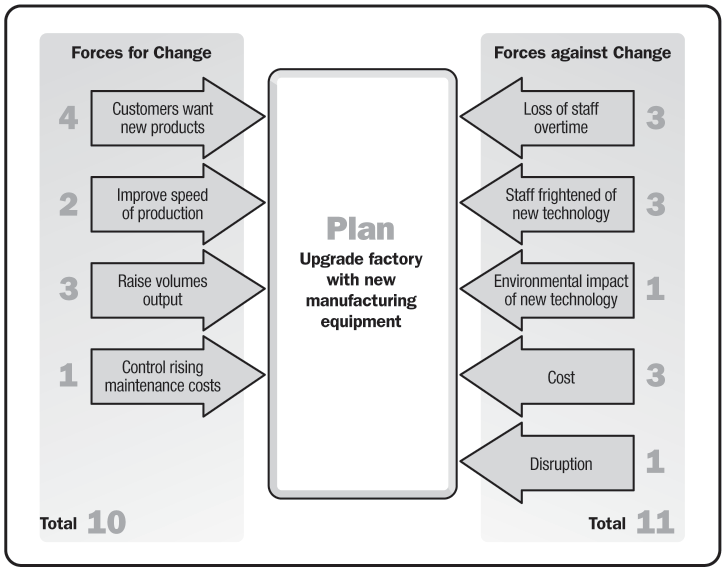 Forces for Change
4
Customers want
new products
2
Improve speed
of production
3
Raise volumes
output
1
Control rising
maintenance costs
Total 10
Plan
Upgrade factory
with new
manufacturing
equipment
Forces against Change
Loss of staff
overtime
3
Staff frightened of
new technology
3
Environmental impact
of new technology
1
Cost
3
Disruption
1
Total 11